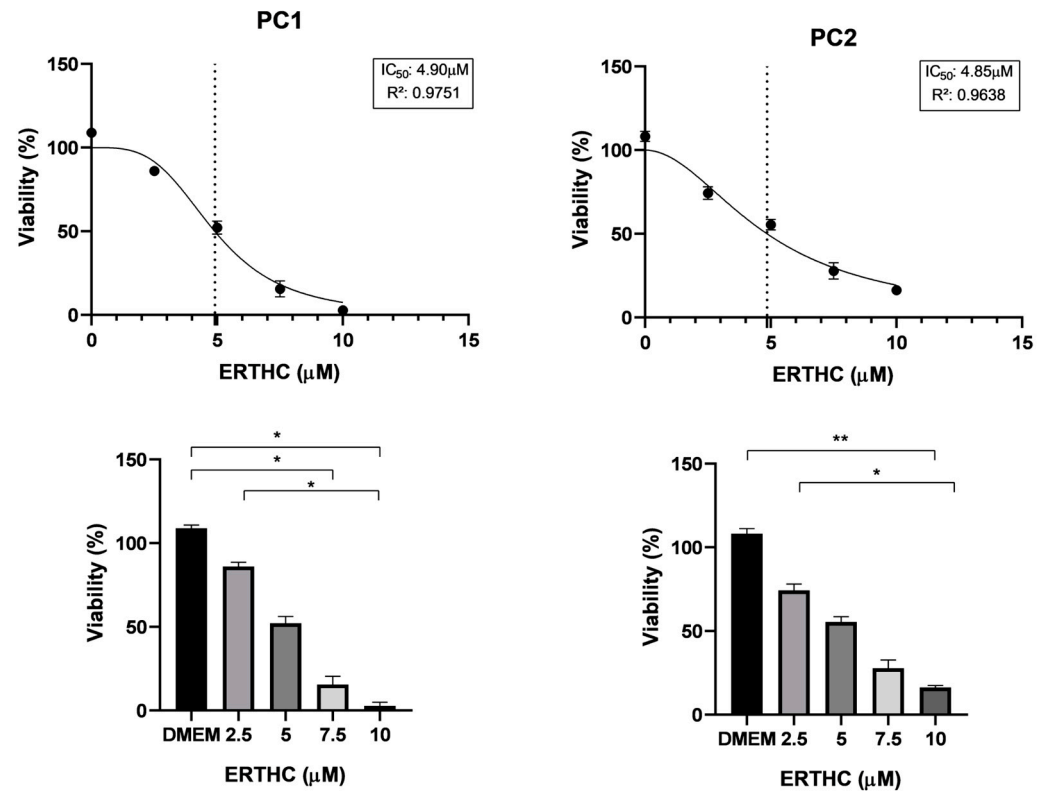 PC1
IC₅₀: 4.90μM
R²: 0.9751
150
100
50
0
Viability (%)
0 5 10 15
ERTHC (μM)
PC2
IC₅₀: 4.85μM
R²: 0.9638
150
100
50
0
Viability (%)
0 5 10 15
ERTHC (μM)
*
*
*
150
100
50
0
Viability (%)
DMEM 2.5 5 7.5 10
ERTHC (μM)
**
*
150
100
50
0
Viability (%)
DMEM 2.5 5 7.5 10
ERTHC (μM)